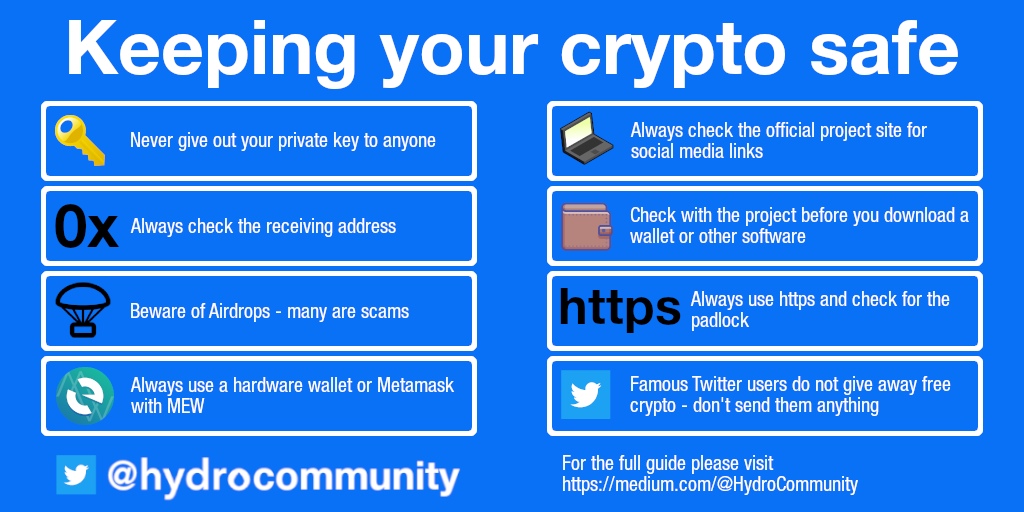 Keeping your crypto safe
Never give out your private key to anyone
0x
Always check the receiving address
Beware of Airdrops - many are scams
Always use a hardware wallet or Metamask
with MEW
Always check the official project site for
social media links
Check with the project before you download a
wallet or other software
https
Always use https and check for the
padlock
Famous Twitter users do not give away free
crypto - don't send them anything
@hydrocommunity
For the full guide please visit
https://medium.com/@HydroCommunity